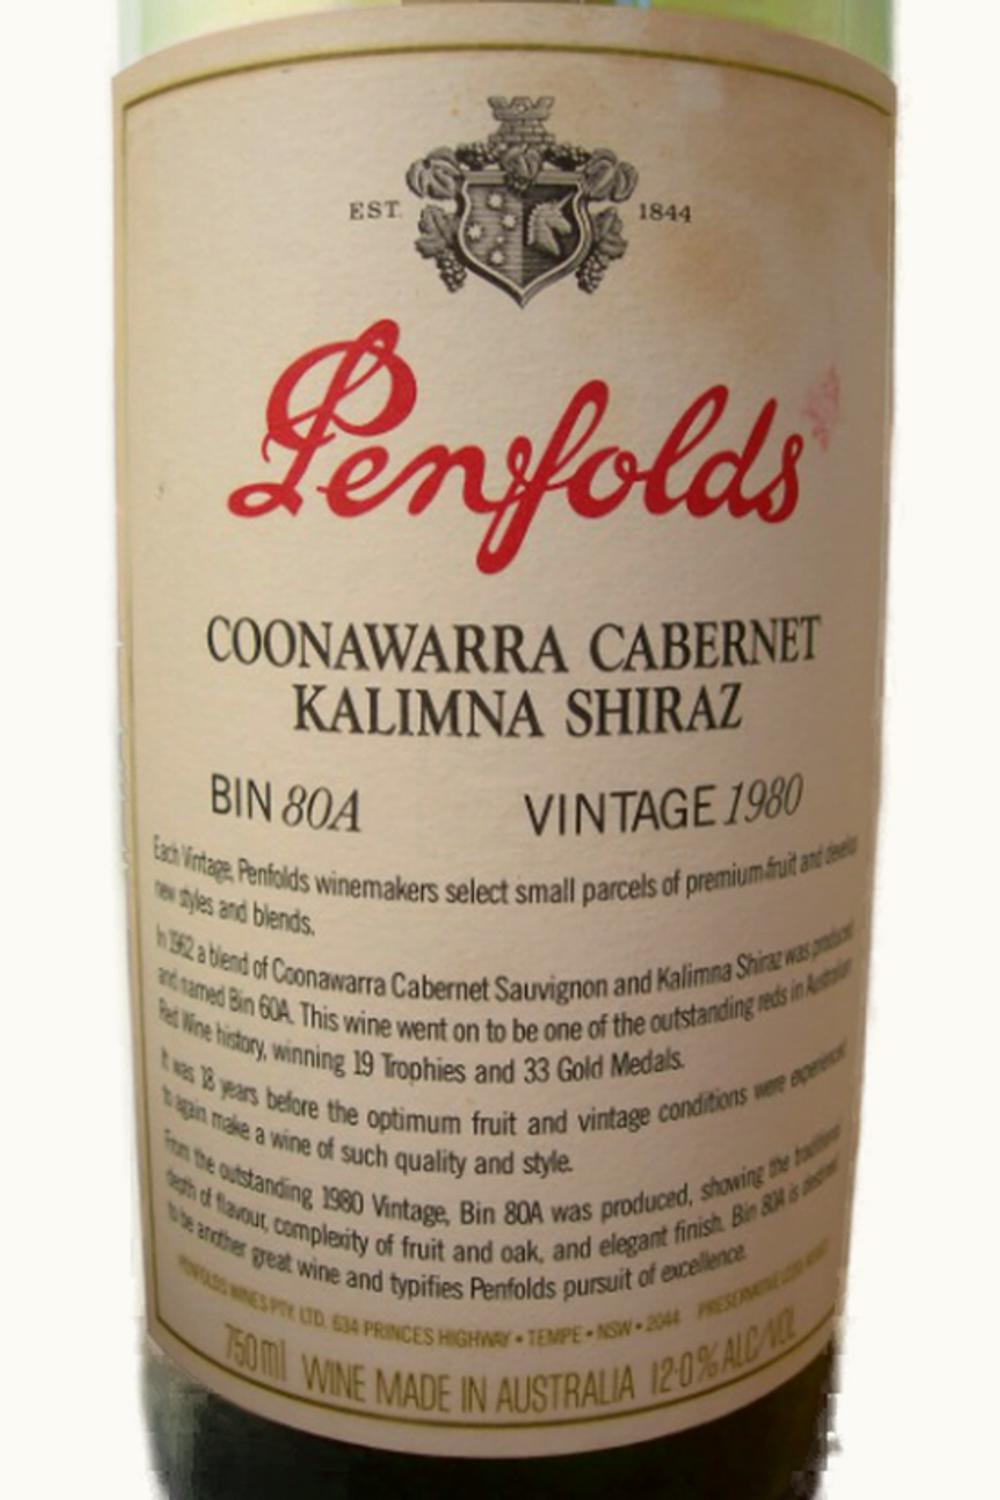 EST. 1844
Penfolds
COONAWARRA CABERNET
KALIMNA SHIRAZ
BIN 80A VINTAGE 1980
Each Vintage, Penfolds winemakers select small parcels of premium fruit and develop
new styles and blends.
In 1962 a blend of Coonawarra Cabernet Sauvignon and Kalimna Shiraz was produced
and named Bin 60A. This wine went on to be one of the outstanding reds in Australian
Red Wine history, winning 19 Trophies and 33 Gold Medals.
It was 18 years before the optimum fruit and vintage conditions were experienced
to again make a wine of such quality and style.
From the outstanding 1980 Vintage, Bin 80A was produced, showing the traditional
depth of flavour, complexity of fruit and oak, and elegant finish. Bin 80A is destined
to be another great wine and typifies Penfolds pursuit of excellence.
PENFOLDS WINES PTY. LTD. 634 PRINCES HIGHWAY • TEMPE • NSW • 2044 PRESERVATIVE
750ml WINE MADE IN AUSTRALIA 12·0% ALC/VOL